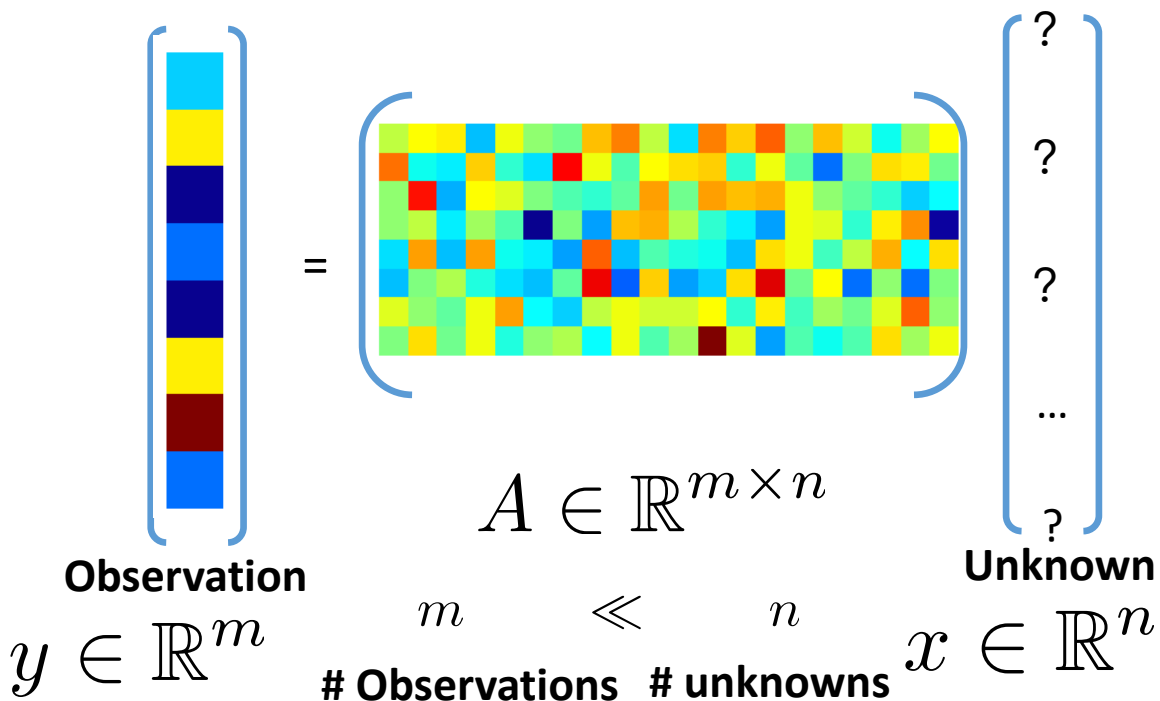 ?
?
=
?
...
?
A ∈ ℝ^{m×n}
Observation
Unknown
y ∈ ℝ^m
m ≪ n
x ∈ ℝ^n
# Observations # unknowns